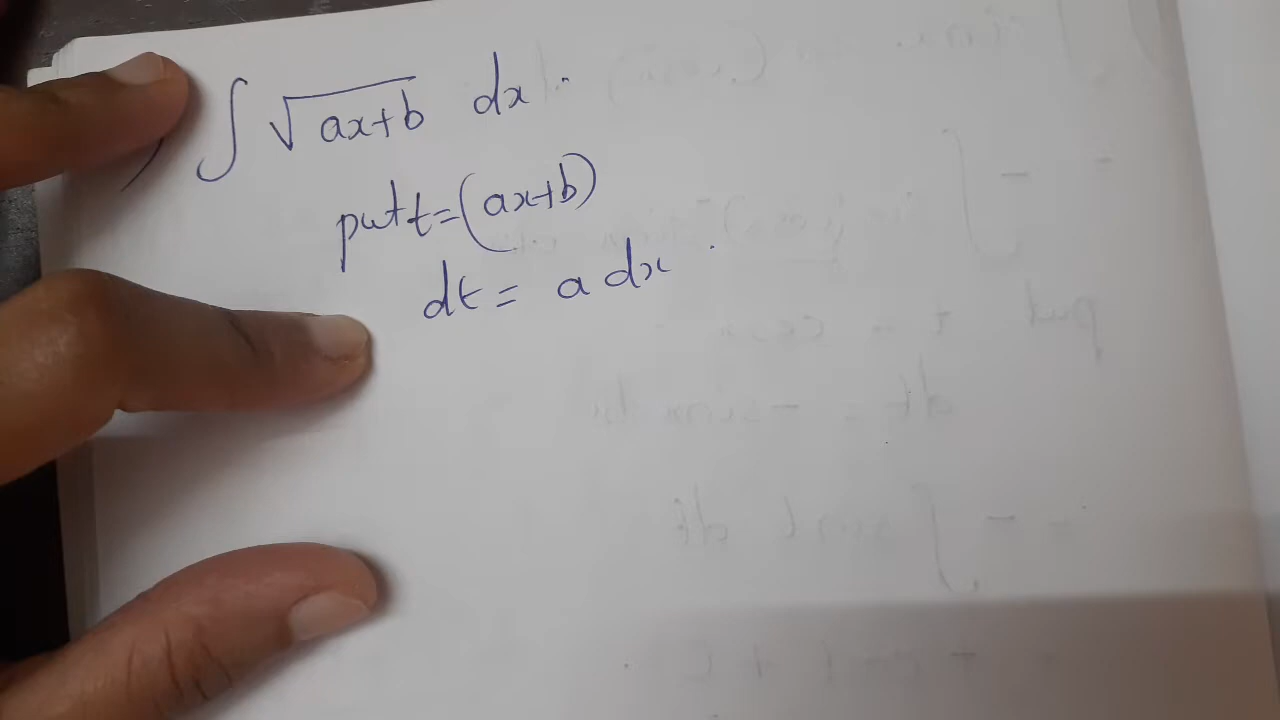 ) ∫ √ax+b dx .
put t=(ax+b)
dt = a dx